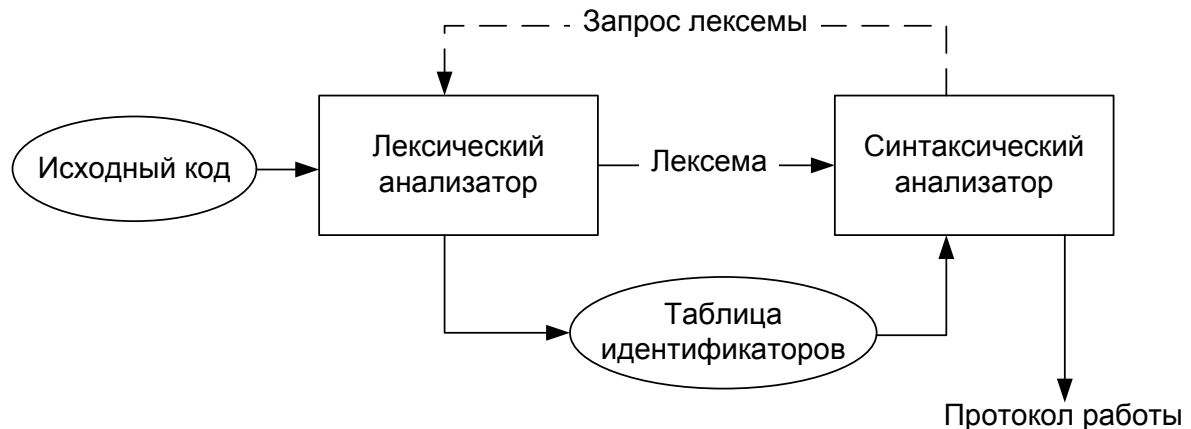 Запрос лексемы
Исходный код
Лексический
анализатор
Лексема
Синтаксический
анализатор
Таблица
идентификаторов
Протокол работы